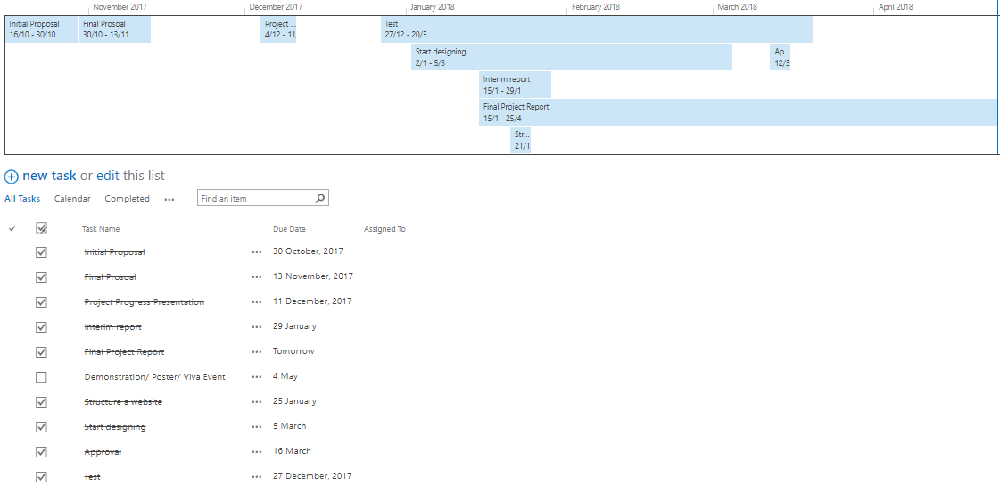 November 2017 December 2017 January 2018 February 2018 March 2018 April 2018
Initial Proposal Final Prosoal Project ... Test
16/10 - 30/10 30/10 - 13/11 4/12 - 11 27/12 - 20/3
Start designing Ap...
2/1 - 5/3 12/3
Interim report
15/1 - 29/1
Final Project Report
15/1 - 25/4
Str...
21/1
new task or edit this list
All Tasks Calendar Completed ... Find an item
Task Name Due Date Assigned To
Initial Proposal ... 30 October, 2017
Final Prosoal ... 13 November, 2017
Project Progress Presentation ... 11 December, 2017
Interim report ... 29 January
Final Project Report ... Tomorrow
Demonstration/ Poster/ Viva Event ... 4 May
Structure a website ... 25 January
Start designing ... 5 March
Approval ... 16 March
Test ... 27 December, 2017